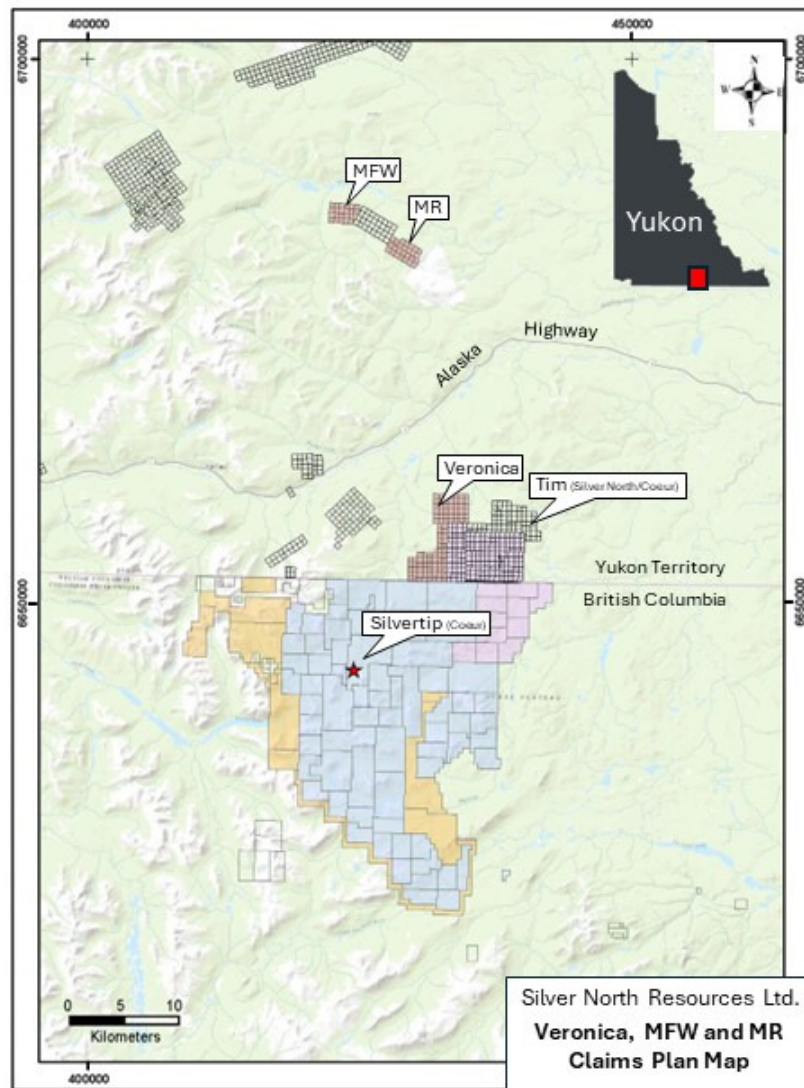 400000
450000
6700000
6700000
N
W
E
S
MFW
MR
Yukon
Alaska
Highway
Veronica
Tim (Silver North/Coeur)
Yukon Territory
British Columbia
6650000
6650000
Silvertip (Coeur)
0 5 10
Kilometers
Silver North Resources Ltd.
Veronica, MFW and MR
Claims Plan Map
400000